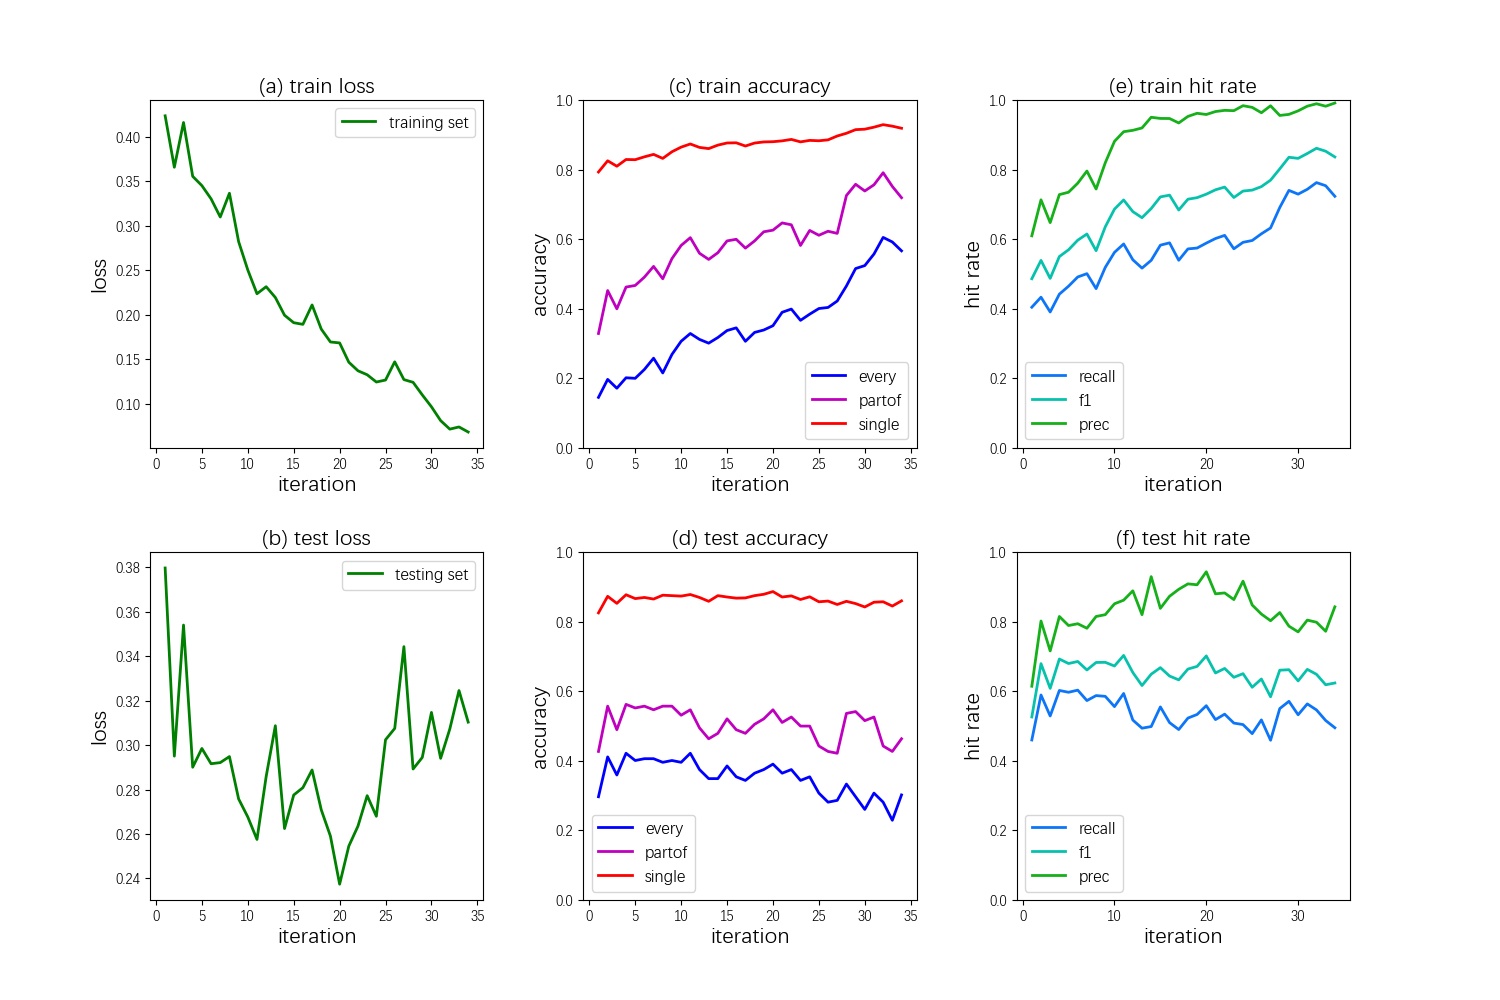 (a) train loss
training set
0.40
0.35
0.30
0.25
0.20
0.15
0.10
loss
0 5 10 15 20 25 30 35
iteration
(c) train accuracy
1.0
0.8
0.6
0.4
0.2
0.0
accuracy
every
partof
single
0 5 10 15 20 25 30 35
iteration
(e) train hit rate
1.0
0.8
0.6
0.4
0.2
0.0
hit rate
recall
f1
prec
0 10 20 30
iteration
(b) test loss
testing set
0.38
0.36
0.34
0.32
0.30
0.28
0.26
0.24
loss
0 5 10 15 20 25 30 35
iteration
(d) test accuracy
1.0
0.8
0.6
0.4
0.2
0.0
accuracy
every
partof
single
0 5 10 15 20 25 30 35
iteration
(f) test hit rate
1.0
0.8
0.6
0.4
0.2
0.0
hit rate
recall
f1
prec
0 10 20 30
iteration